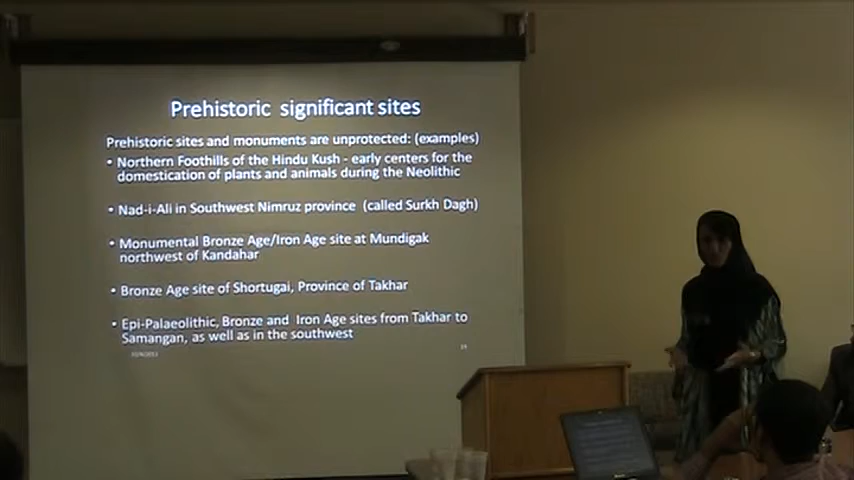 Prehistoric significant sites
Prehistoric sites and monuments are unprotected: (examples)
• Northern Foothills of the Hindu Kush - early centers for the
domestication of plants and animals during the Neolithic
• Nad-i-Ali in Southwest Nimruz province (called Surkh Dagh)
• Monumental Bronze Age/Iron Age site at Mundigak
northwest of Kandahar
• Bronze Age site of Shortugai, Province of Takhar
• Epi-Palaeolithic, Bronze and Iron Age sites from Takhar to
Samangan, as well as in the southwest